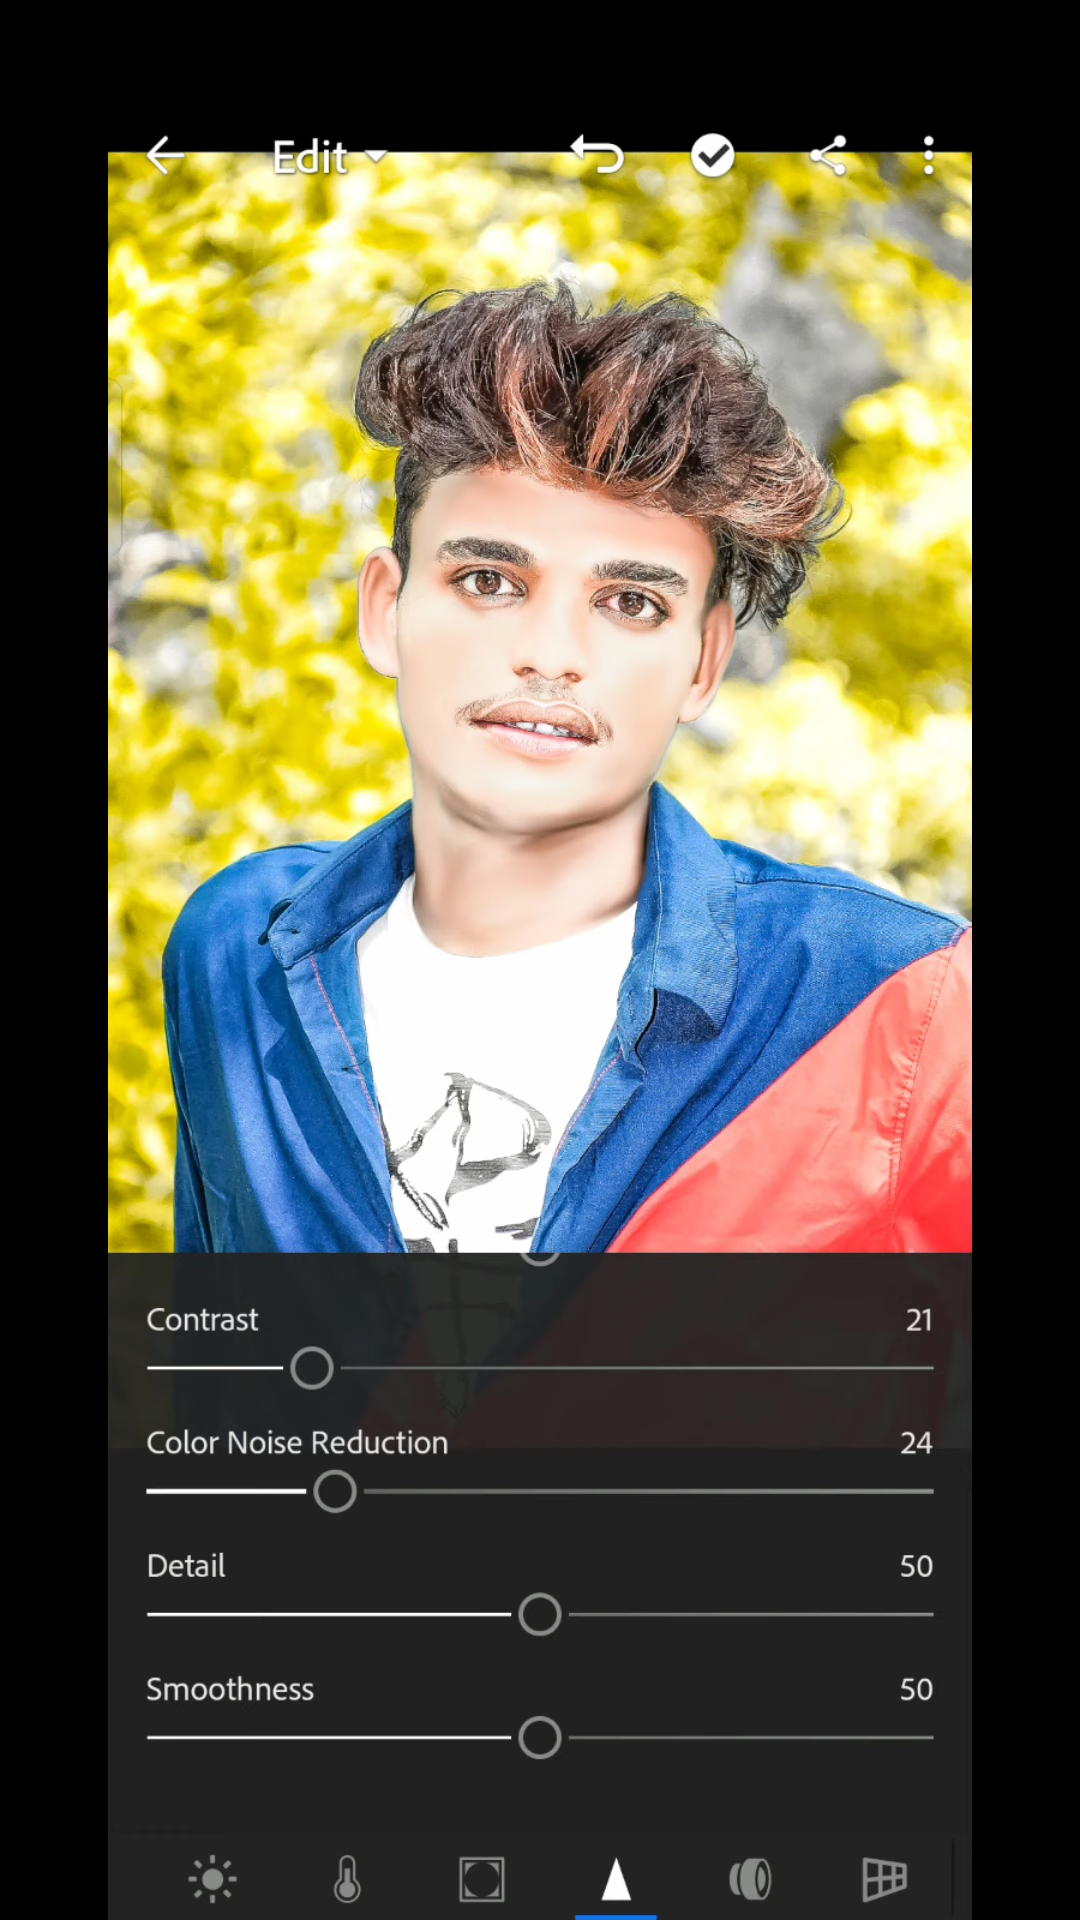 Edit
Contrast 21
Color Noise Reduction 24
Detail 50
Smoothness 50